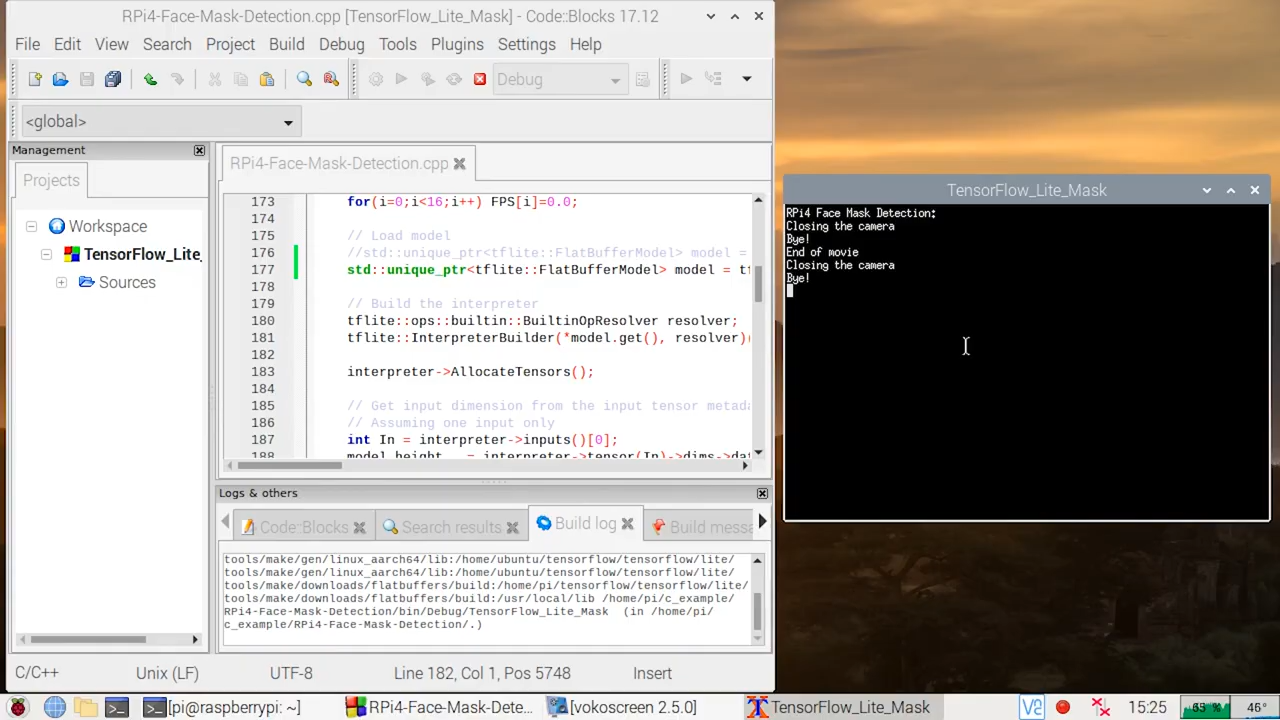 RPi4-Face-Mask-Detection.cpp [TensorFlow_Lite_Mask] - Code::Blocks 17.12
File Edit View Search Project Build Debug Tools Plugins Settings Help
Debug
<global>
Management
Projects
Workspace
TensorFlow_Lite_
Sources
RPi4-Face-Mask-Detection.cpp
173 for(i=0;i<16;i++) FPS[i]=0.0;
174
175 // Load model
176 //std::unique_ptr<tflite::FlatBufferModel> model =
177 std::unique_ptr<tflite::FlatBufferModel> model = tf
178
179 // Build the interpreter
180 tflite::ops::builtin::BuiltinOpResolver resolver;
181 tflite::InterpreterBuilder(*model.get(), resolver)(
182
183 interpreter->AllocateTensors();
184
185 // Get input dimension from the input tensor metada
186 // Assuming one input only
187 int In = interpreter->inputs()[0];
188 model_height = interpreter->tensor(In)->dims->dat
Logs & others
Code::Blocks Search results Build log Build messa
tools/make/gen/linux_aarch64/lib:/home/ubuntu/tensorflow/tensorflow/lite/
tools/make/gen/linux_aarch64/lib:/home/ubuntu/tensorflow/tensorflow/lite/
tools/make/downloads/flatbuffers/build:/home/pi/tensorflow/tensorflow/lite/
tools/make/downloads/flatbuffers/build:/usr/local/lib /home/pi/c_example/
RPi4-Face-Mask-Detection/bin/Debug/TensorFlow_Lite_Mask (in /home/pi/
c_example/RPi4-Face-Mask-Detection/.)
C/C++ Unix (LF) UTF-8 Line 182, Col 1, Pos 5748 Insert
TensorFlow_Lite_Mask
RPi4 Face Mask Detection:
Closing the camera
Bye!
End of movie
Closing the camera
Bye!
[pi@raspberrypi: ~] RPi4-Face-Mask-De... [vokoscreen 2.5.0] TensorFlow_Lite_Mask 15:25 46°